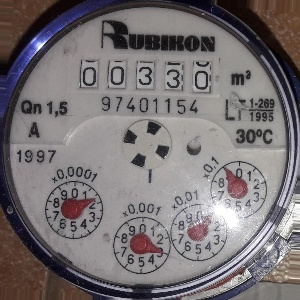 RUBIKON
00330 m³
Qn 1,5
97401154
LT 1-269
1995
A
30°C
1997
x0,0001
x0,001
x0,01
x0,1